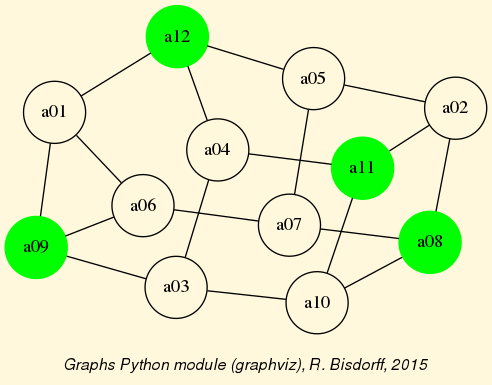 a12
a05
a02
a01
a04
a11
a06
a07
a09
a08
a03
a10
Graphs Python module (graphviz), R. Bisdorff, 2015